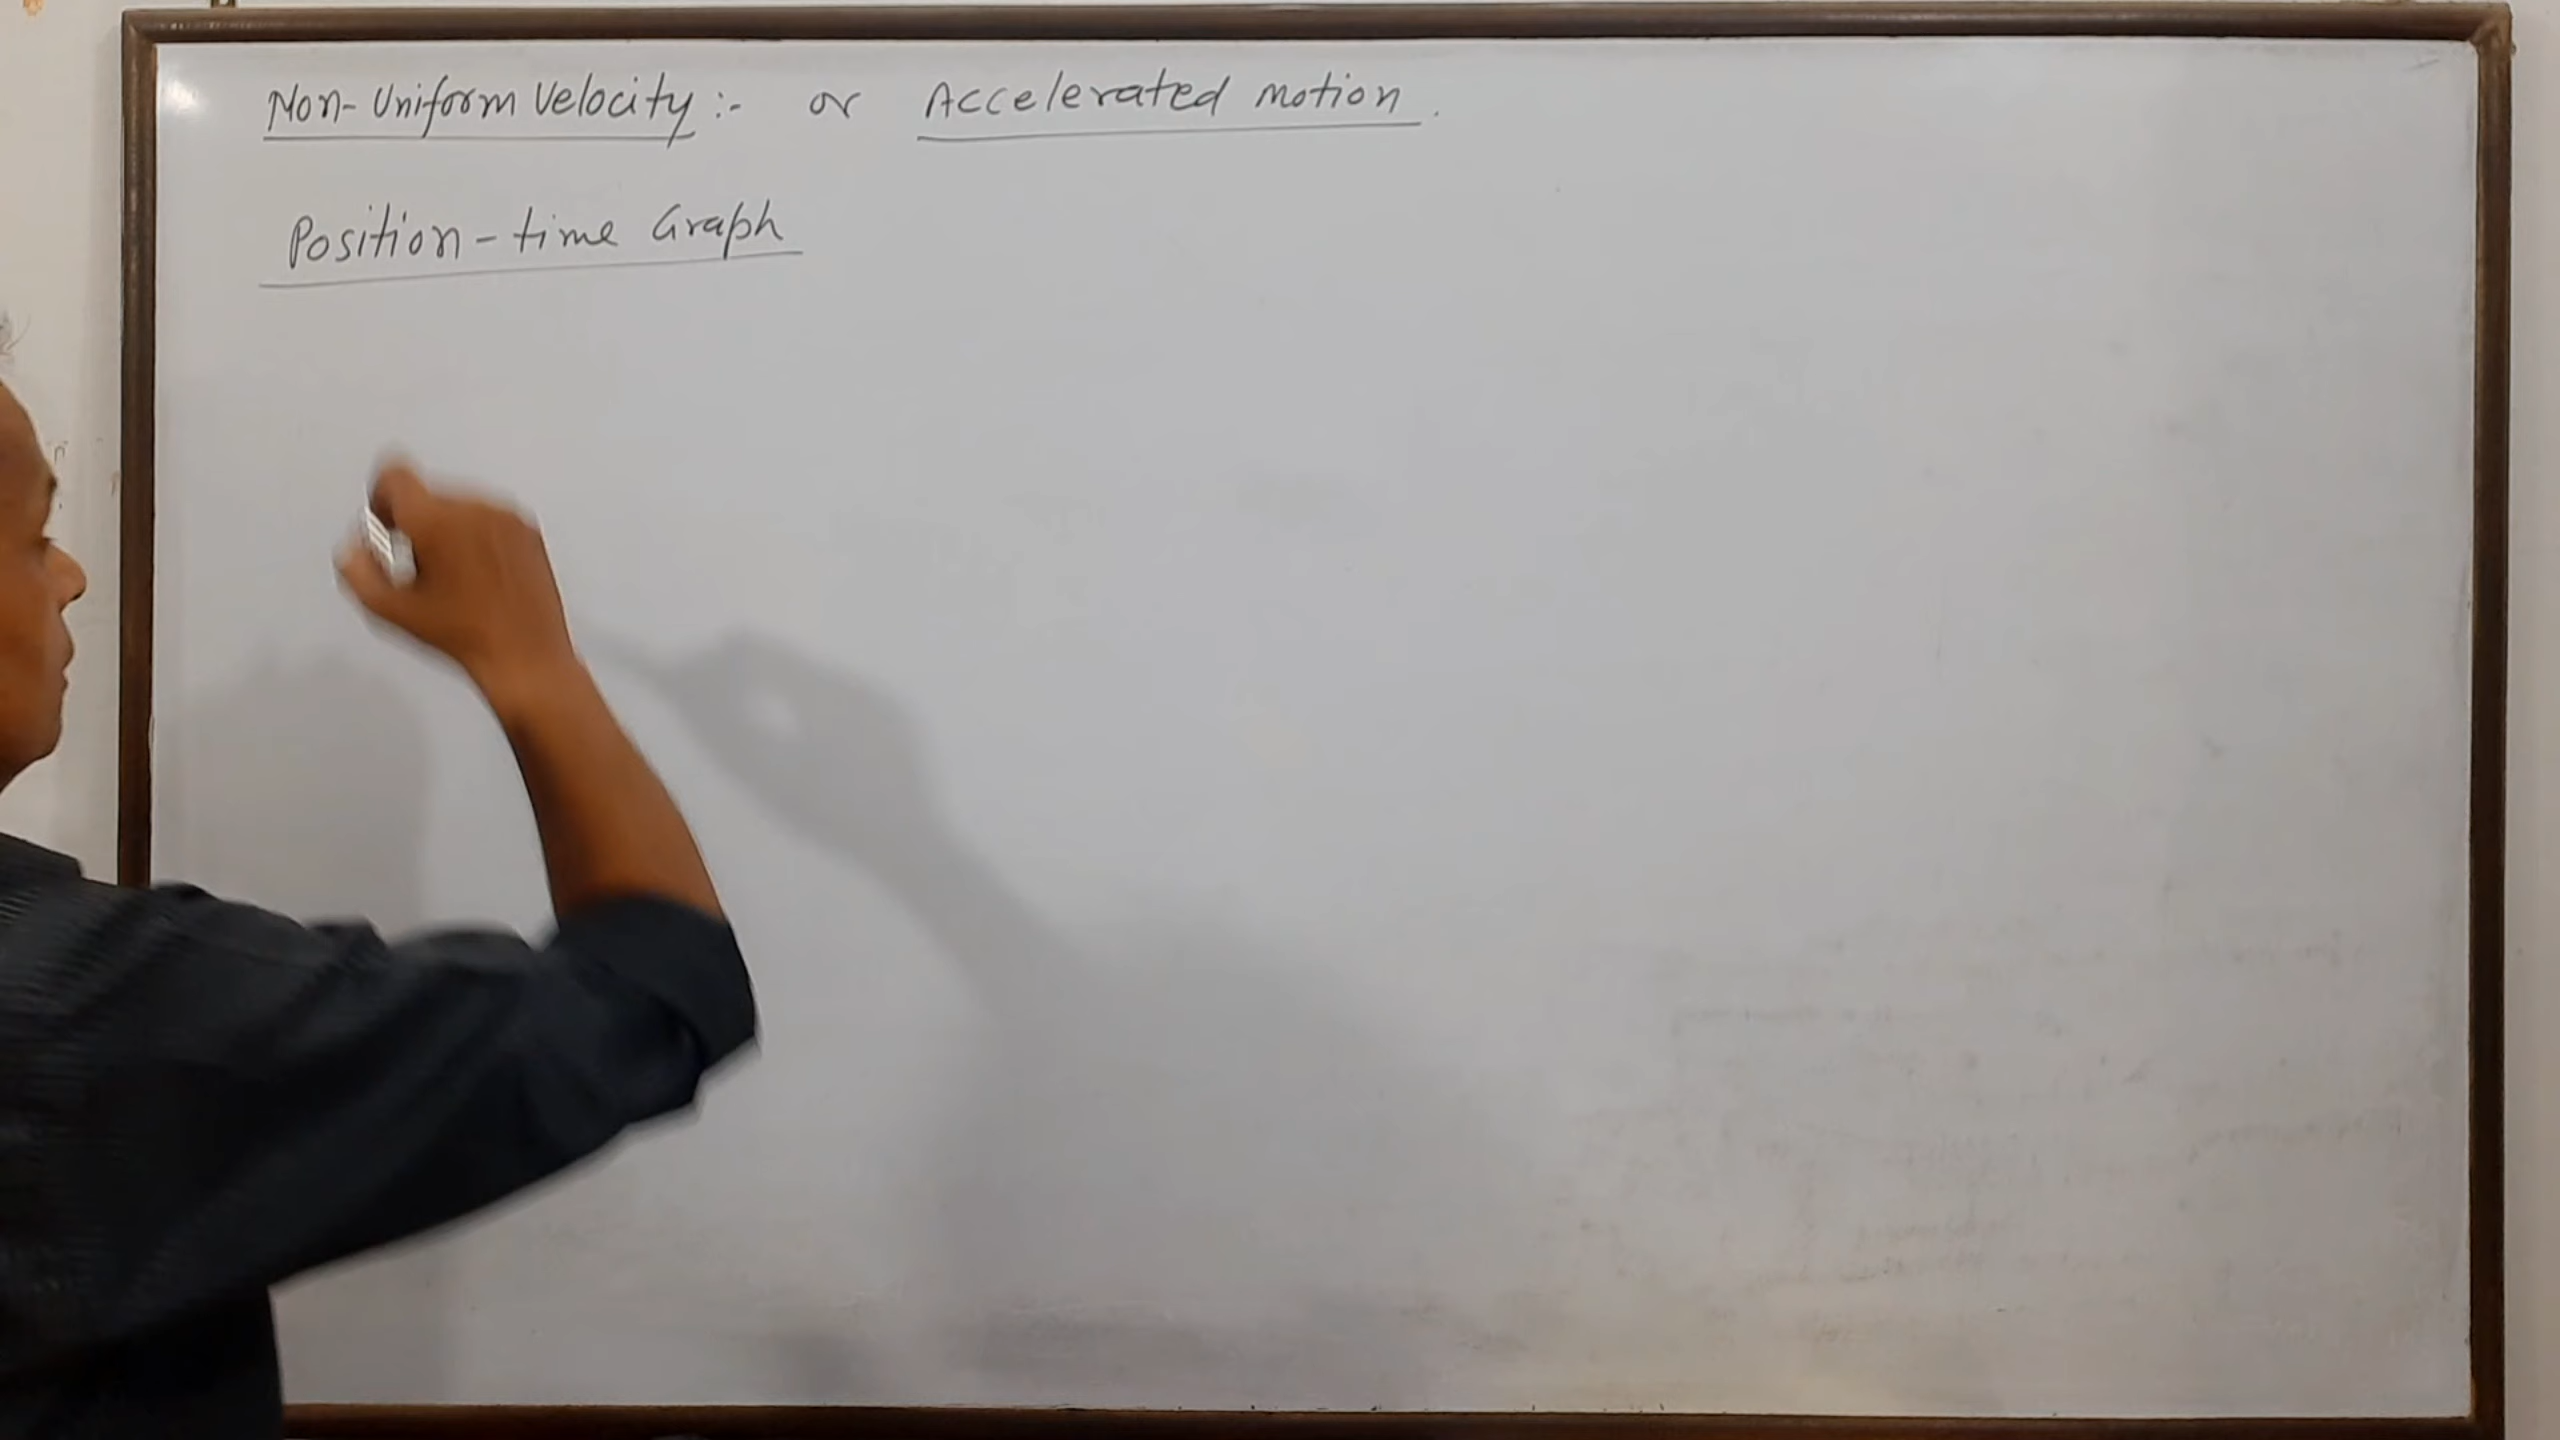 Non-Uniform Velocity :- or Accelerated motion.
Position-time Graph